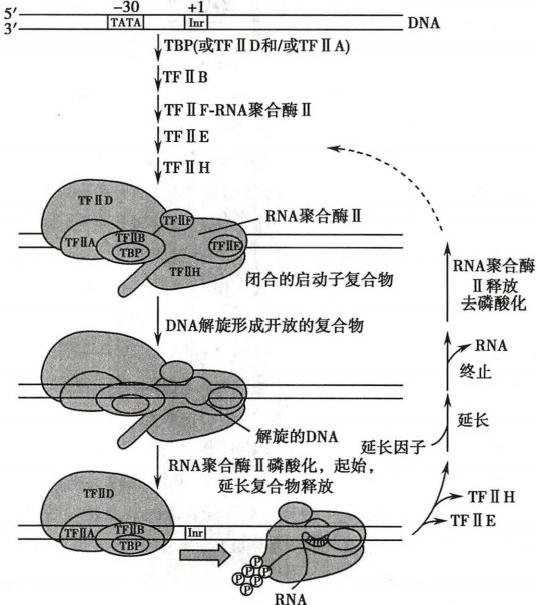 −30 +1
5′
TATA Inr DNA
3′
TBP(或TFⅡD和/或TFⅡA)
TFⅡB
TFⅡF-RNA聚合酶Ⅱ
TFⅡE
TFⅡH
TFⅡD
TFⅡF
RNA聚合酶Ⅱ
TFⅡA TFⅡB TFⅡE
TBP
TFⅡH
闭合的启动子复合物
RNA聚合酶
Ⅱ释放
去磷酸化
DNA解旋形成开放的复合物
RNA
终止
延长
解旋的DNA
延长因子
RNA聚合酶Ⅱ磷酸化，起始，
延长复合物释放
TFⅡD
TFⅡH
TFⅡE
TFⅡA TFⅡB Inr
TBP
P P P P P P
RNA